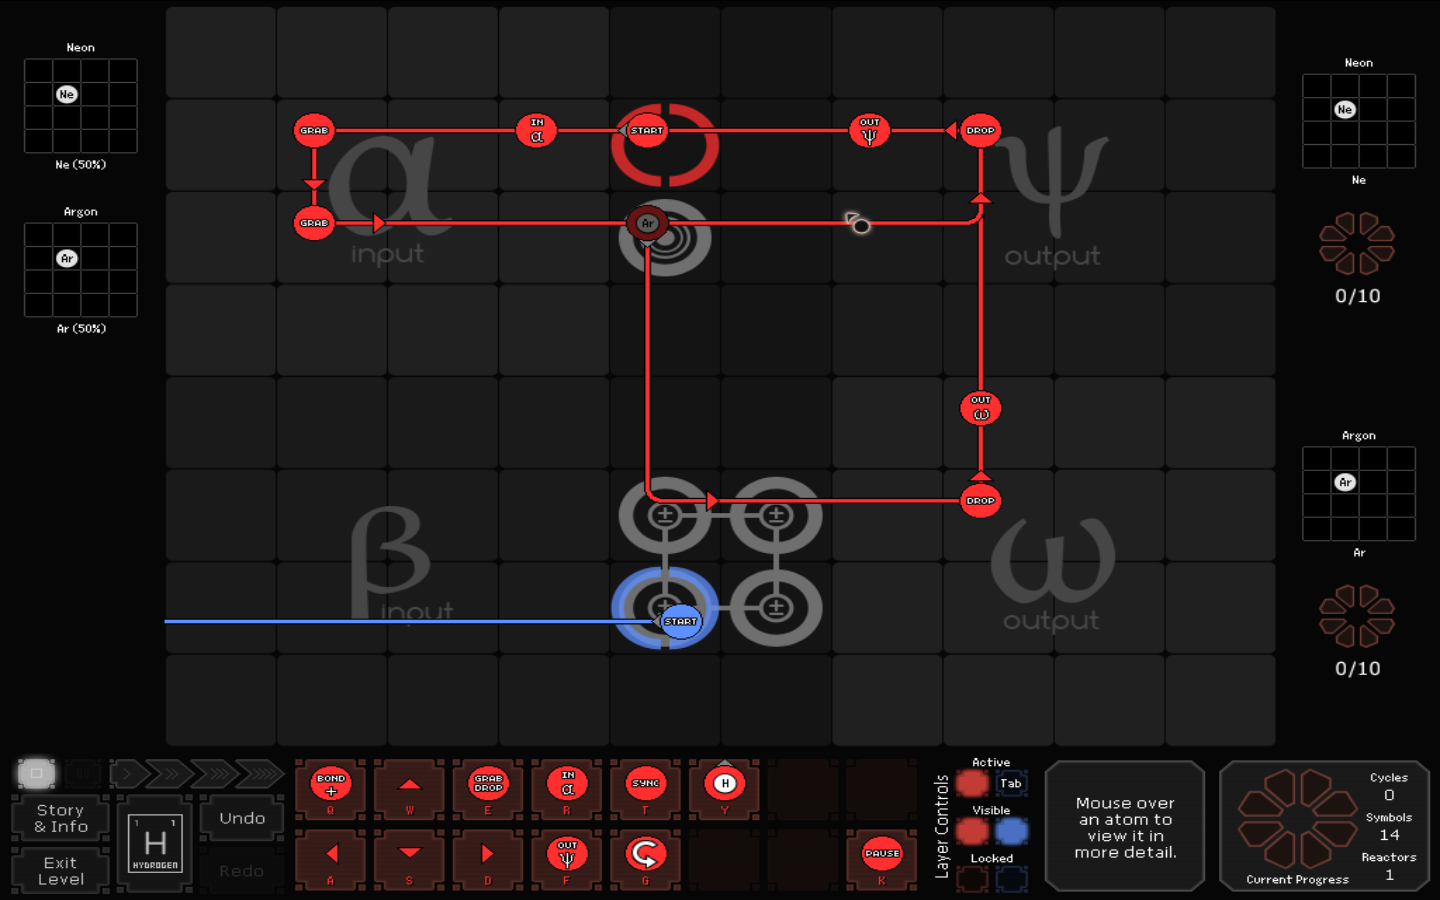 Neon
Ne
Ne (50%)
Argon
Ar
Ar (50%)
GRAB
IN
α
START
OUT
ψ
DROP
GRAB
Ar
α
input
ψ
output
OUT
ω
DROP
β
input
ω
output
±
±
±
±
START
Neon
Ne
Ne
0/10
Argon
Ar
Ar
0/10
Story
& Info
Exit
Level
1 1
H
HYDROGEN
Undo
Redo
BOND
+
Q
W
GRAB
DROP
E
IN
α
R
SYNC
T
H
Y
A
S
D
OUT
ψ
F
G
PAUSE
K
Layer Controls
Active
Tab
Visible
Locked
Mouse over
an atom to
view it in
more detail.
Cycles
0
Symbols
14
Reactors
1
Current Progress